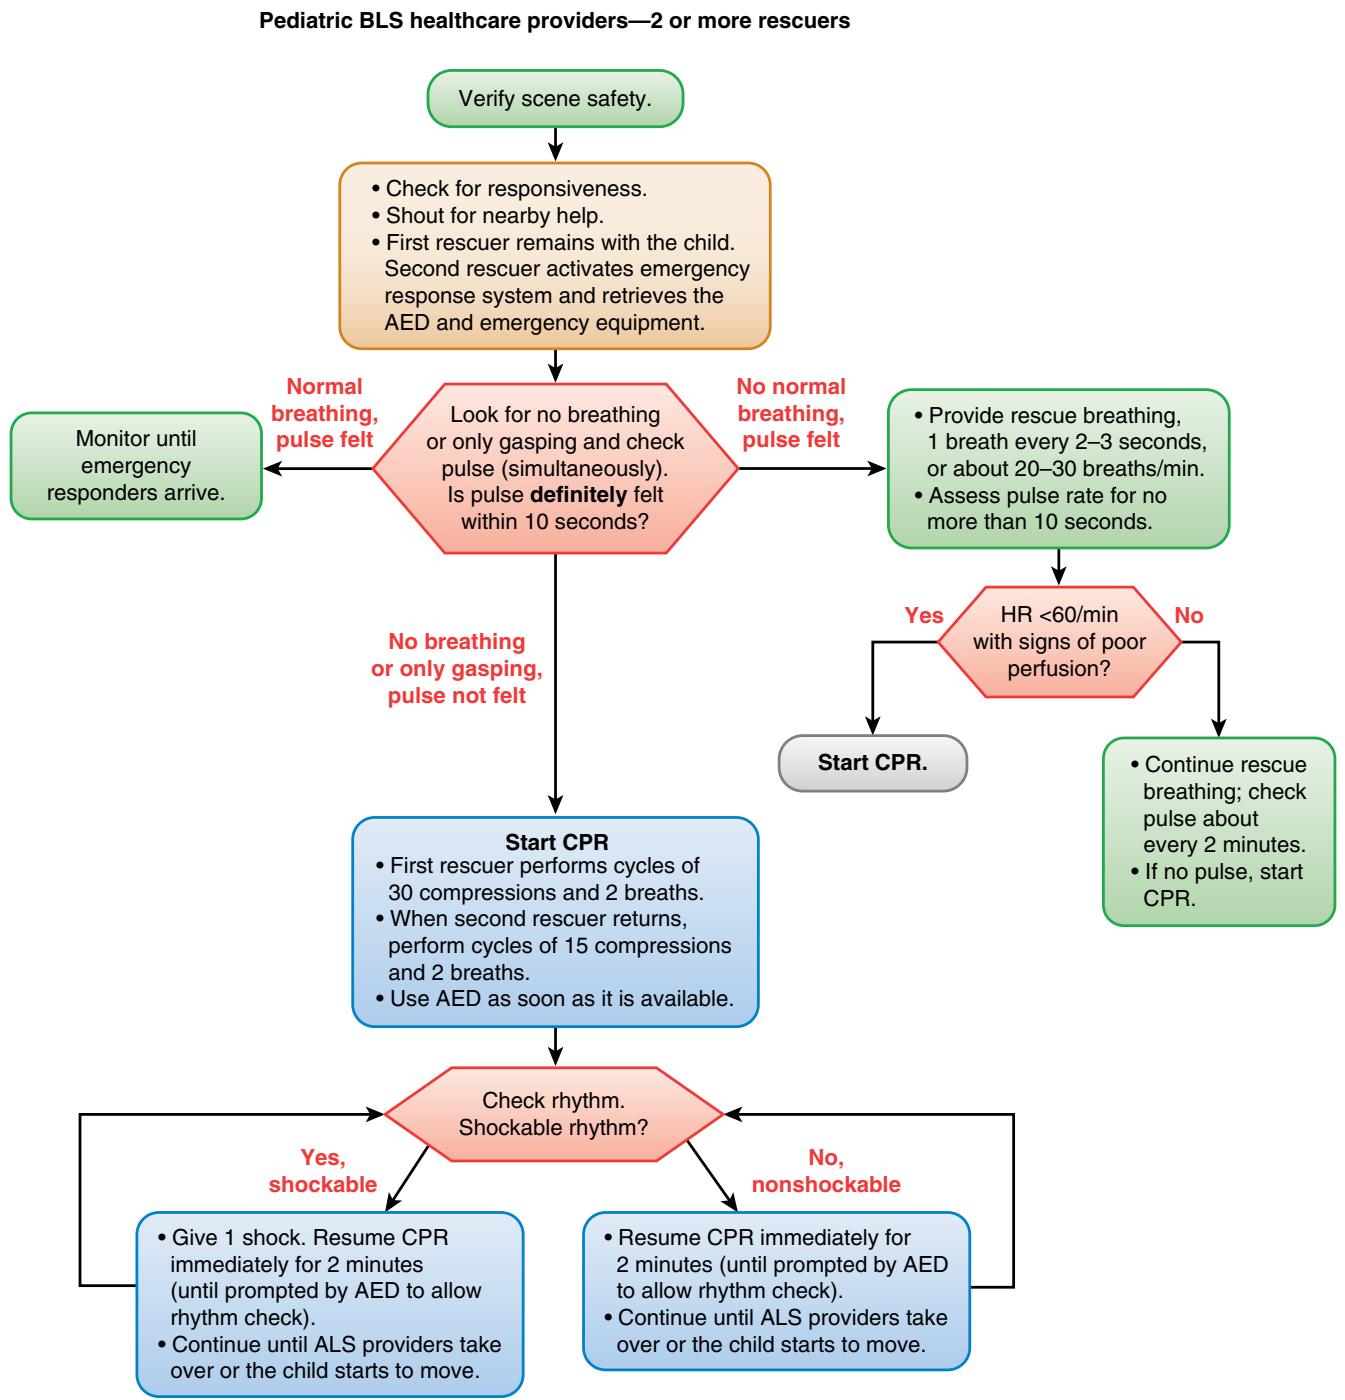 Pediatric BLS healthcare providers—2 or more rescuers
Verify scene safety.
• Check for responsiveness.
• Shout for nearby help.
• First rescuer remains with the child.
Second rescuer activates emergency
response system and retrieves the
AED and emergency equipment.
Normal
breathing,
pulse felt
No normal
breathing,
pulse felt
Monitor until
emergency
responders arrive.
Look for no breathing
or only gasping and check
pulse (simultaneously).
Is pulse definitely felt
within 10 seconds?
• Provide rescue breathing,
1 breath every 2–3 seconds,
or about 20–30 breaths/min.
• Assess pulse rate for no
more than 10 seconds.
Yes
HR <60/min
with signs of poor
perfusion?
No
No breathing
or only gasping,
pulse not felt
Start CPR.
• Continue rescue
breathing; check
pulse about
every 2 minutes.
• If no pulse, start
CPR.
Start CPR
• First rescuer performs cycles of
30 compressions and 2 breaths.
• When second rescuer returns,
perform cycles of 15 compressions
and 2 breaths.
• Use AED as soon as it is available.
Check rhythm.
Shockable rhythm?
Yes,
shockable
No,
nonshockable
• Give 1 shock. Resume CPR
immediately for 2 minutes
(until prompted by AED to allow
rhythm check).
• Continue until ALS providers take
over or the child starts to move.
• Resume CPR immediately for
2 minutes (until prompted by AED
to allow rhythm check).
• Continue until ALS providers take
over or the child starts to move.